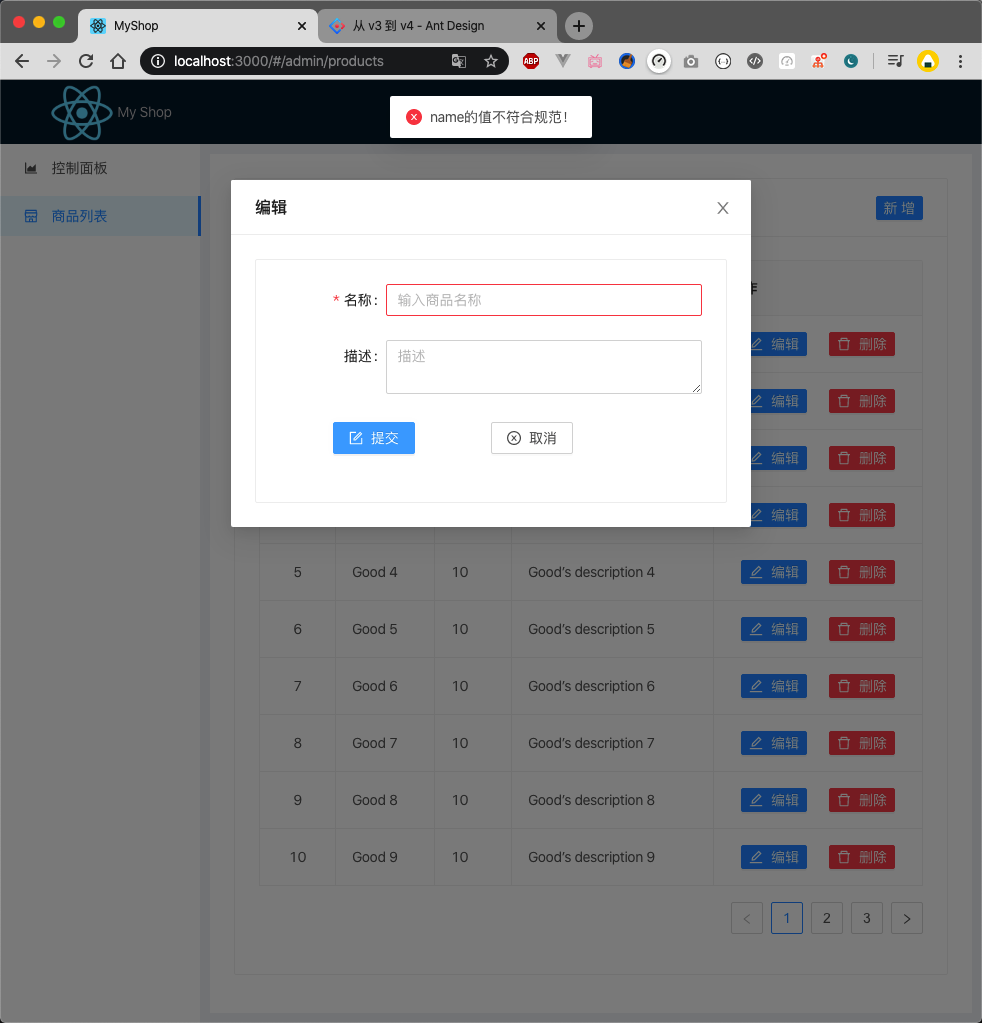 MyShop
从 v3 到 v4 - Ant Design
localhost:3000/#/admin/products
ABP
My Shop
name的值不符合规范！
控制面板
商品列表
新 增
编辑
* 名称：
输入商品名称
描述：
描述
提交
取消
作
编辑 删除
编辑 删除
编辑 删除
编辑 删除
5 Good 4 10 Good’s description 4 编辑 删除
6 Good 5 10 Good’s description 5 编辑 删除
7 Good 6 10 Good’s description 6 编辑 删除
8 Good 7 10 Good’s description 7 编辑 删除
9 Good 8 10 Good’s description 8 编辑 删除
10 Good 9 10 Good’s description 9 编辑 删除
< 1 2 3 >